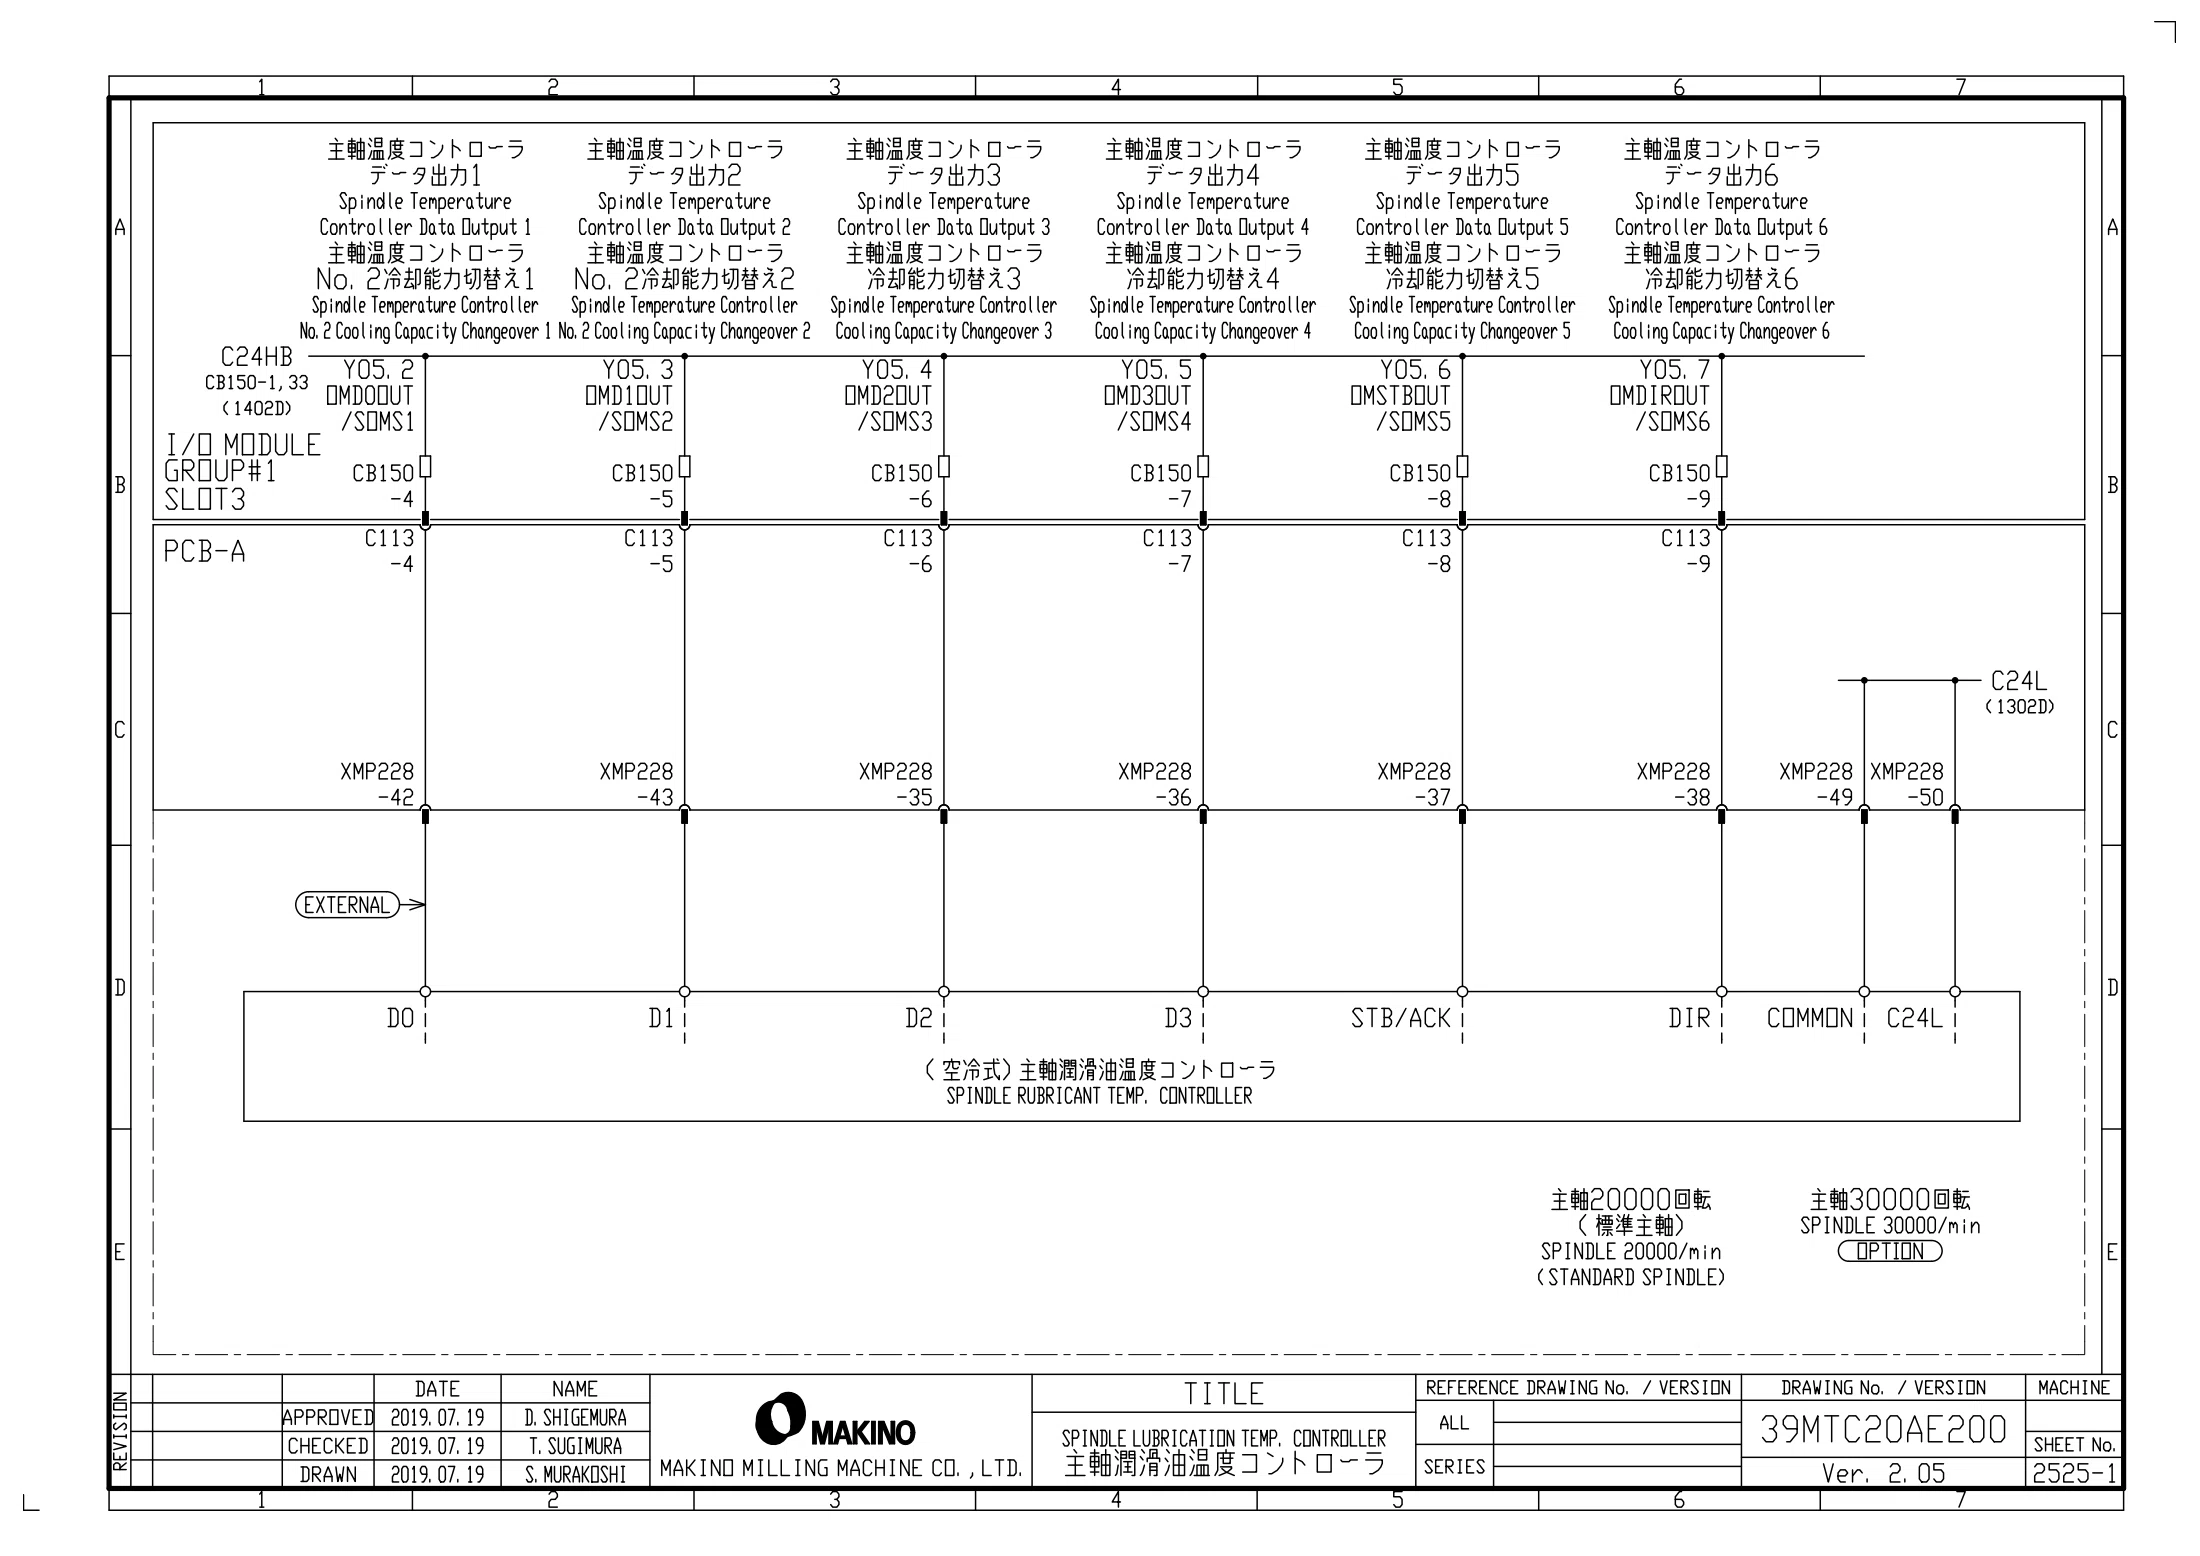 1 2 3 4 5 6 7
主軸温度コントローラ
データ出力1
Spindle Temperature
Controller Data Output 1
主軸温度コントローラ
No. 2冷却能力切替え1
Spindle Temperature Controller
No. 2 Cooling Capacity Changeover 1
主軸温度コントローラ
データ出力2
Spindle Temperature
Controller Data Output 2
主軸温度コントローラ
No. 2冷却能力切替え2
Spindle Temperature Controller
No. 2 Cooling Capacity Changeover 2
主軸温度コントローラ
データ出力3
Spindle Temperature
Controller Data Output 3
主軸温度コントローラ
冷却能力切替え3
Spindle Temperature Controller
Cooling Capacity Changeover 3
主軸温度コントローラ
データ出力4
Spindle Temperature
Controller Data Output 4
主軸温度コントローラ
冷却能力切替え4
Spindle Temperature Controller
Cooling Capacity Changeover 4
主軸温度コントローラ
データ出力5
Spindle Temperature
Controller Data Output 5
主軸温度コントローラ
冷却能力切替え5
Spindle Temperature Controller
Cooling Capacity Changeover 5
主軸温度コントローラ
データ出力6
Spindle Temperature
Controller Data Output 6
主軸温度コントローラ
冷却能力切替え6
Spindle Temperature Controller
Cooling Capacity Changeover 6
A A
C24HB
CB150-1, 33
(1402D)
I/O MODULE
GROUP#1
SLOT3
Y05. 2
OMD0OUT
/SOMS1
CB150
-4
Y05. 3
OMD1OUT
/SOMS2
CB150
-5
Y05. 4
OMD2OUT
/SOMS3
CB150
-6
Y05. 5
OMD3OUT
/SOMS4
CB150
-7
Y05. 6
OMSTBOUT
/SOMS5
CB150
-8
Y05. 7
OMDIROUT
/SOMS6
CB150
-9
B B
PCB-A
C113
-4
C113
-5
C113
-6
C113
-7
C113
-8
C113
-9
C24L
(1302D)
C C
XMP228
-42
XMP228
-43
XMP228
-35
XMP228
-36
XMP228
-37
XMP228
-38
XMP228
-49
XMP228
-50
EXTERNAL
D D
D0 D1 D2 D3 STB/ACK DIR COMMON C24L
(空冷式)主軸潤滑油温度コントローラ
SPINDLE RUBRICANT TEMP. CONTROLLER
主軸20000回転
(標準主軸)
SPINDLE 20000/min
(STANDARD SPINDLE)
主軸30000回転
SPINDLE 30000/min
OPTION
E E
REVISION
DATE NAME
APPROVED 2019. 07. 19 D. SHIGEMURA
CHECKED 2019. 07. 19 T. SUGIMURA
DRAWN 2019. 07. 19 S. MURAKOSHI
MAKINO
MAKINO MILLING MACHINE CO. , LTD.
TITLE
SPINDLE LUBRICATION TEMP. CONTROLLER
主軸潤滑油温度コントローラ
REFERENCE DRAWING No. / VERSION
ALL
SERIES
DRAWING No. / VERSION
39MTC20AE200
Ver. 2. 05
MACHINE
SHEET No.
2525-1
1 2 3 4 5 6 7